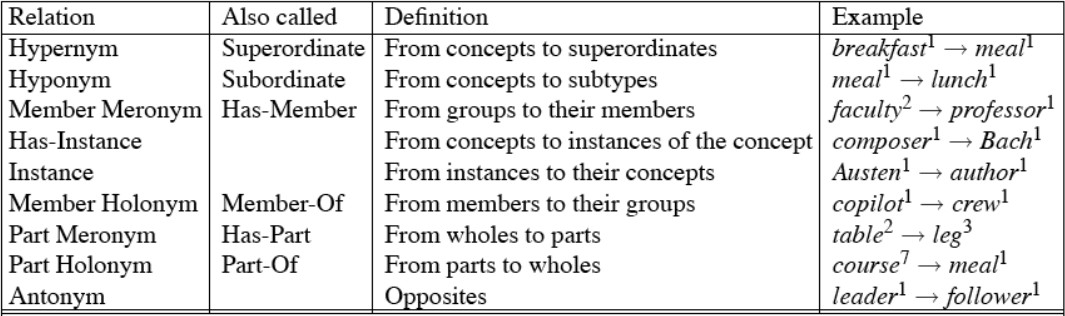 Relation Also called Definition Example
Hypernym Superordinate From concepts to superordinates breakfast¹ → meal¹
Hyponym Subordinate From concepts to subtypes meal¹ → lunch¹
Member Meronym Has-Member From groups to their members faculty² → professor¹
Has-Instance From concepts to instances of the concept composer¹ → Bach¹
Instance From instances to their concepts Austen¹ → author¹
Member Holonym Member-Of From members to their groups copilot¹ → crew¹
Part Meronym Has-Part From wholes to parts table² → leg³
Part Holonym Part-Of From parts to wholes course⁷ → meal¹
Antonym Opposites leader¹ → follower¹